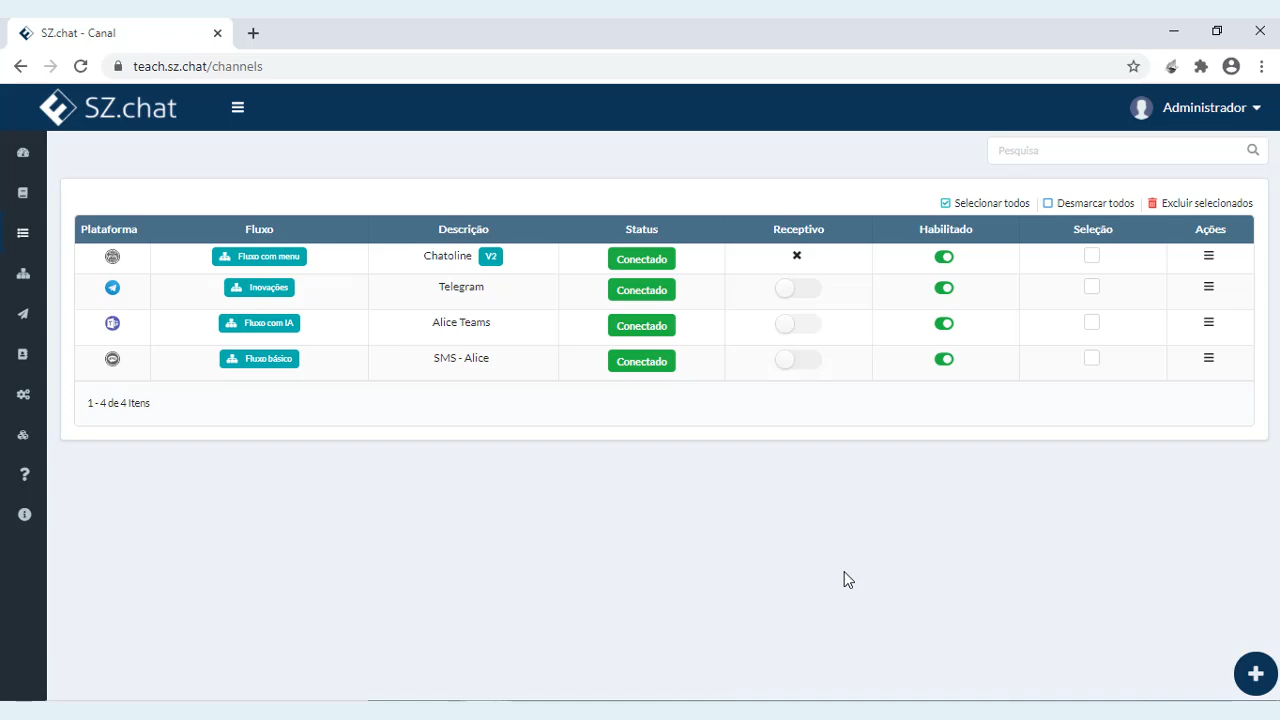 SZ.chat - Canal
teach.sz.chat/channels
SZ.chat
Administrador
Pesquisa
Selecionar todos Desmarcar todos Excluir selecionados
Plataforma Fluxo Descrição Status Receptivo Habilitado Seleção Ações
Fluxo com menu Chatoline V2 Conectado
Inovações Telegram Conectado
Fluxo com IA Alice Teams Conectado
Fluxo básico SMS - Alice Conectado
1 - 4 de 4 Itens